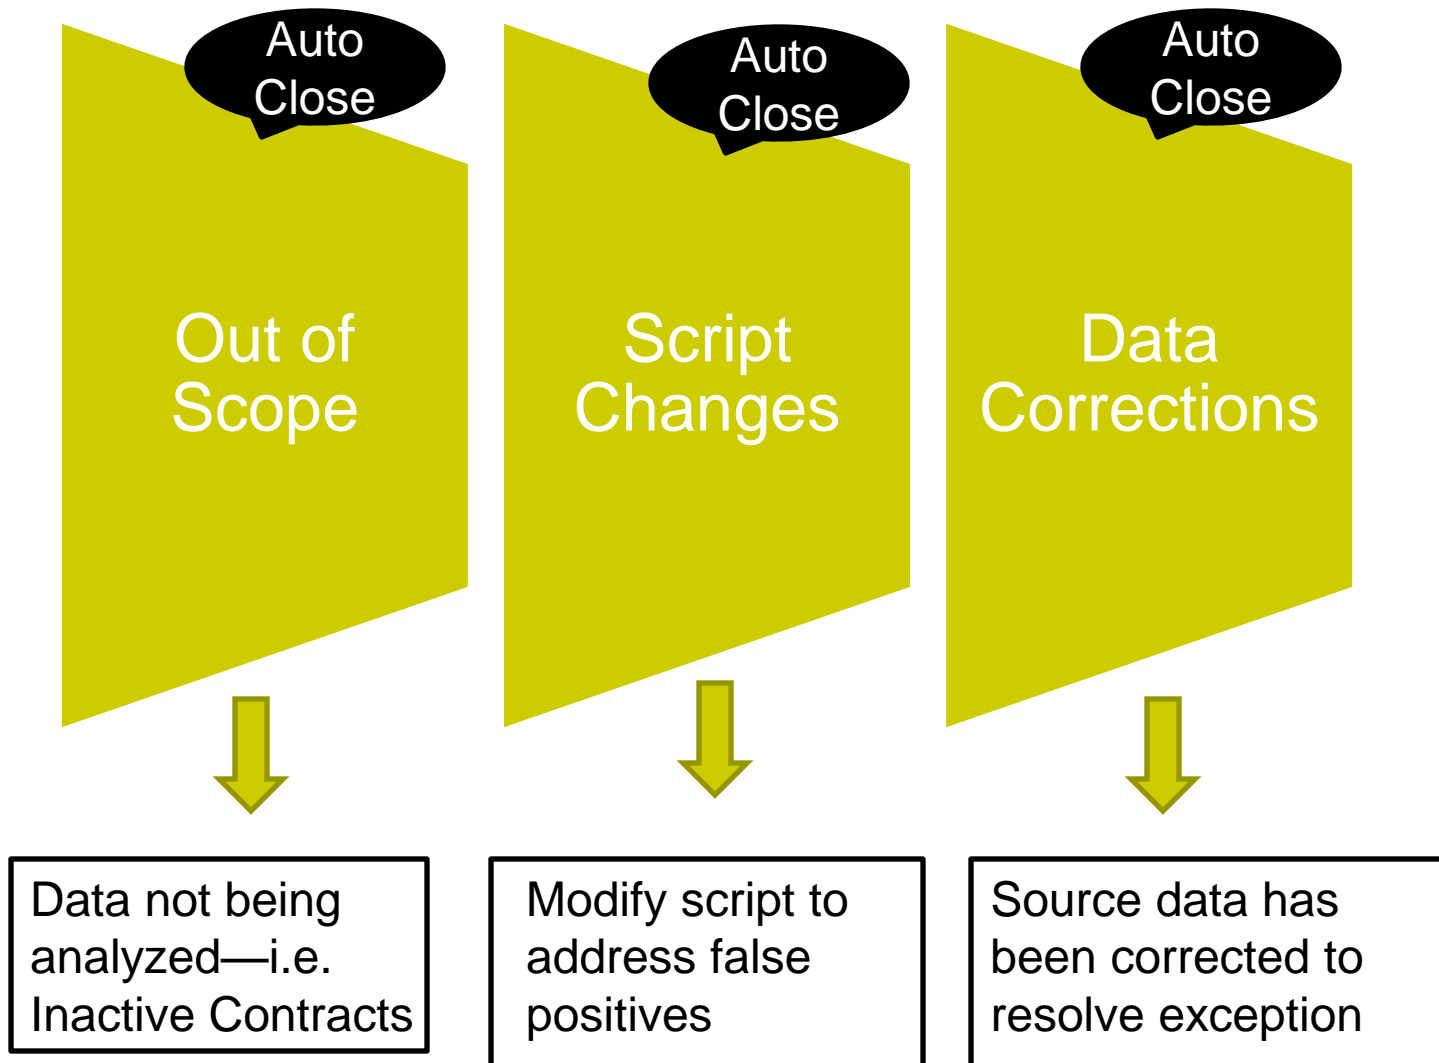 Auto
Close
Out of
Scope
Data not being
analyzed—i.e.
Inactive Contracts
Auto
Close
Script
Changes
Modify script to
address false
positives
Auto
Close
Data
Corrections
Source data has
been corrected to
resolve exception